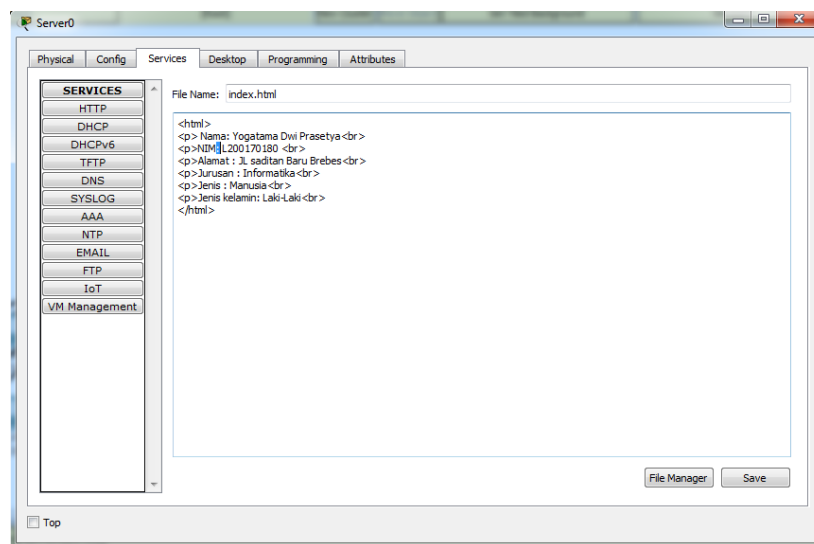 Server0
Physical Config Services Desktop Programming Attributes
SERVICES
HTTP
DHCP
DHCPv6
TFTP
DNS
SYSLOG
AAA
NTP
EMAIL
FTP
IoT
VM Management
File Name: index.html
<html>
<p> Nama: Yogatama Dwi Prasetya<br>
<p>NIM: L200170180 <br>
<p>Alamat : JL saditan Baru Brebes<br>
<p>Jurusan : Informatika<br>
<p>Jenis : Manusia<br>
<p>Jenis kelamin: Laki-Laki<br>
</html>
File Manager Save
Top